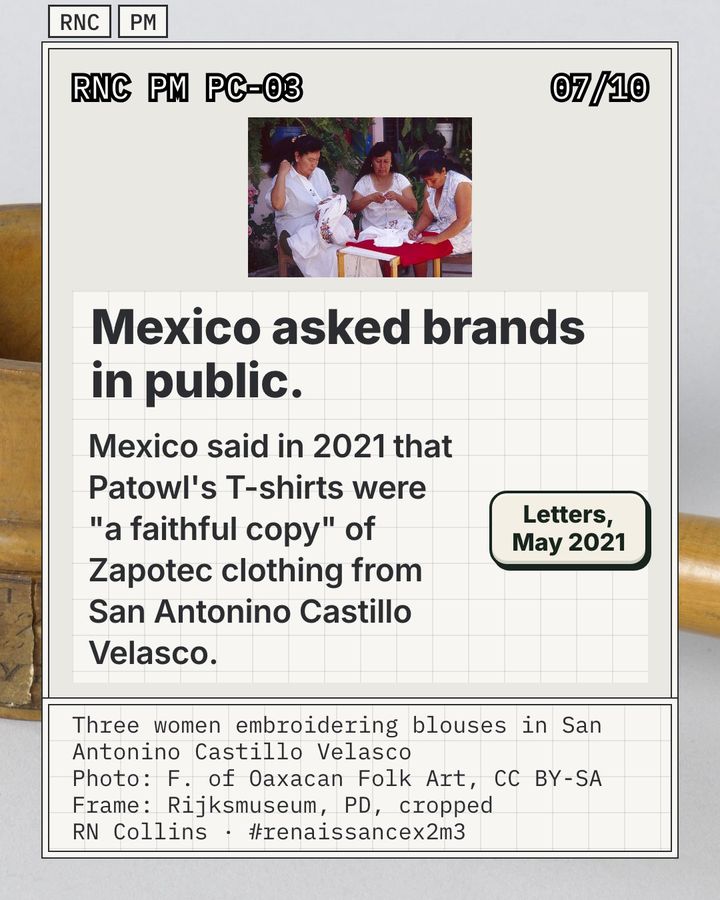 RNC PM
RNC PM PC-03
07/10
Mexico asked brands
in public.
Mexico said in 2021 that
Patowl's T-shirts were
"a faithful copy" of
Zapotec clothing from
San Antonino Castillo
Velasco.
Letters,
May 2021
Three women embroidering blouses in San
Antonino Castillo Velasco
Photo: F. of Oaxacan Folk Art, CC BY-SA
Frame: Rijksmuseum, PD, cropped
RN Collins · #renaissancex2m3